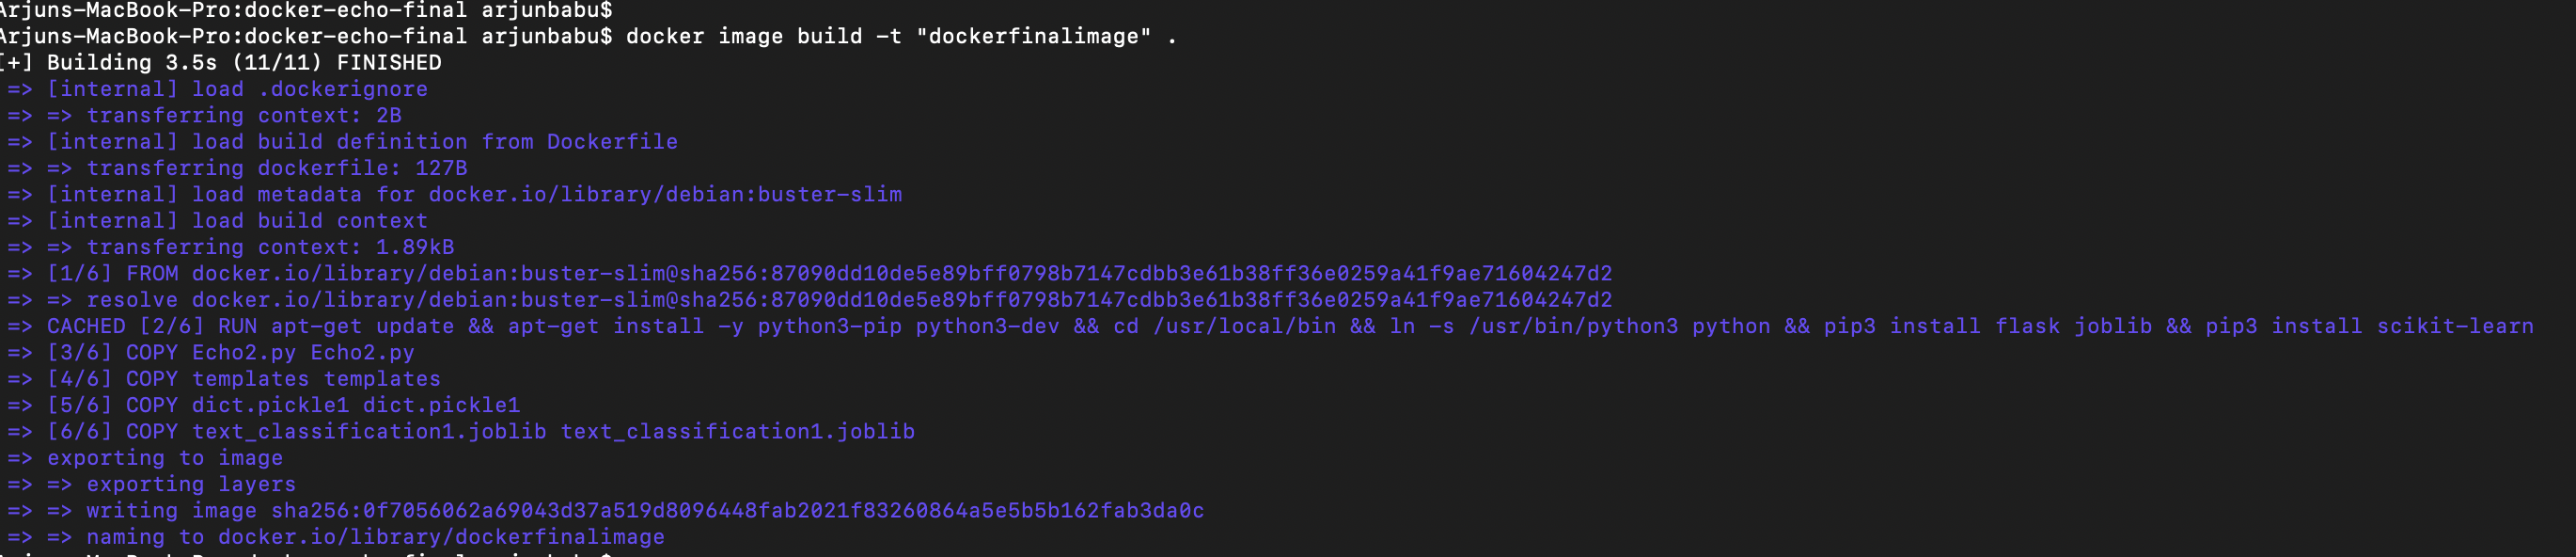 Arjuns-MacBook-Pro:docker-echo-final arjunbabu$
Arjuns-MacBook-Pro:docker-echo-final arjunbabu$ docker image build -t "dockerfinalimage" .
[+] Building 3.5s (11/11) FINISHED
=> [internal] load .dockerignore
=> => transferring context: 2B
=> [internal] load build definition from Dockerfile
=> => transferring dockerfile: 127B
=> [internal] load metadata for docker.io/library/debian:buster-slim
=> [internal] load build context
=> => transferring context: 1.89kB
=> [1/6] FROM docker.io/library/debian:buster-slim@sha256:87090dd10de5e89bff0798b7147cdbb3e61b38ff36e0259a41f9ae71604247d2
=> => resolve docker.io/library/debian:buster-slim@sha256:87090dd10de5e89bff0798b7147cdbb3e61b38ff36e0259a41f9ae71604247d2
=> CACHED [2/6] RUN apt-get update && apt-get install -y python3-pip python3-dev && cd /usr/local/bin && ln -s /usr/bin/python3 python && pip3 install flask joblib && pip3 install scikit-learn
=> [3/6] COPY Echo2.py Echo2.py
=> [4/6] COPY templates templates
=> [5/6] COPY dict.pickle1 dict.pickle1
=> [6/6] COPY text_classification1.joblib text_classification1.joblib
=> exporting to image
=> => exporting layers
=> => writing image sha256:0f7056062a69043d37a519d8096448fab2021f83260864a5e5b5b162fab3da0c
=> => naming to docker.io/library/dockerfinalimage